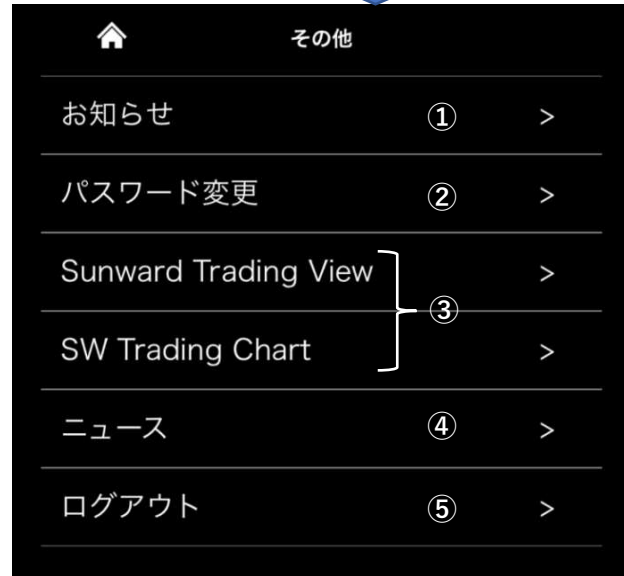 その他
お知らせ ① >
パスワード変更 ② >
Sunward Trading View >
③
SW Trading Chart >
ニュース ④ >
ログアウト ⑤ >